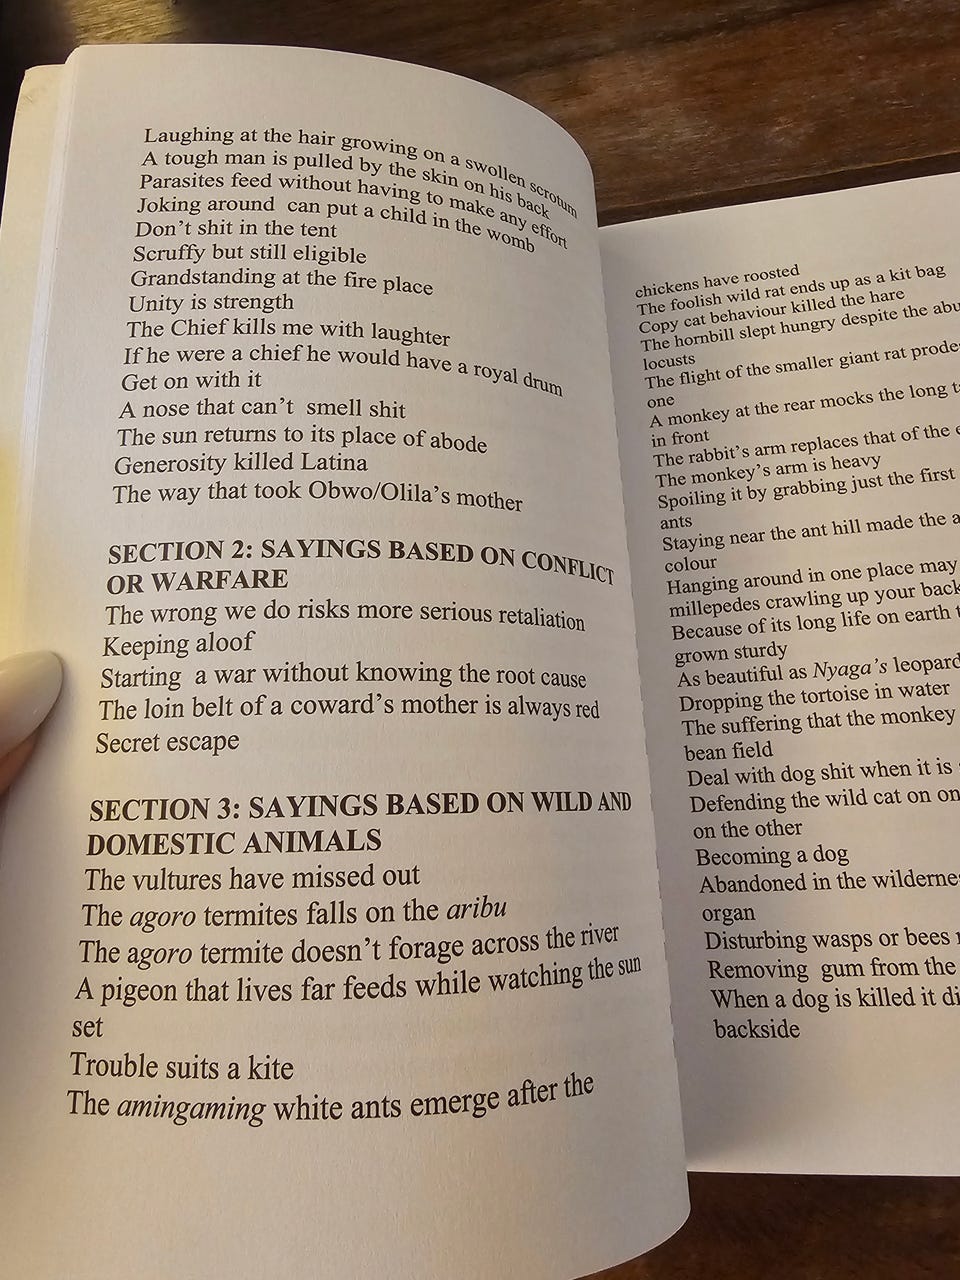 Laughing at the hair growing on a swollen scrotum
A tough man is pulled by the skin on his back
Parasites feed without having to make any effort
Joking around can put a child in the womb
Don't shit in the tent
Scruffy but still eligible
Grandstanding at the fire place
Unity is strength
The Chief kills me with laughter
If he were a chief he would have a royal drum
Get on with it
A nose that can't smell shit
The sun returns to its place of abode
Generosity killed Latina
The way that took Obwo/Olila's mother
SECTION 2: SAYINGS BASED ON CONFLICT
OR WARFARE
The wrong we do risks more serious retaliation
Keeping aloof
Starting a war without knowing the root cause
The loin belt of a coward's mother is always red
Secret escape
SECTION 3: SAYINGS BASED ON WILD AND
DOMESTIC ANIMALS
The vultures have missed out
The agoro termites falls on the aribu
The agoro termite doesn't forage across the river
A pigeon that lives far feeds while watching the sun
set
Trouble suits a kite
The amingaming white ants emerge after the
chickens have roosted
The foolish wild rat ends up as a kit bag
Copy cat behaviour killed the hare
The hornbill slept hungry despite the
locusts
The flight of the smaller giant rat
one
A monkey at the rear mocks the long
in front
The rabbit's arm replaces that of the
The monkey's arm is heavy
Spoiling it by grabbing just the first
ants
Staying near the ant hill made the
colour
Hanging around in one place may
millepedes crawling up your back
Because of its long life on earth
grown sturdy
As beautiful as Nyaga's leopard
Dropping the tortoise in water
The suffering that the monkey
bean field
Deal with dog shit when it is
Defending the wild cat on
on the other
Becoming a dog
Abandoned in the
organ
Disturbing wasps or bees
Removing gum from the
When a dog is killed it
backside